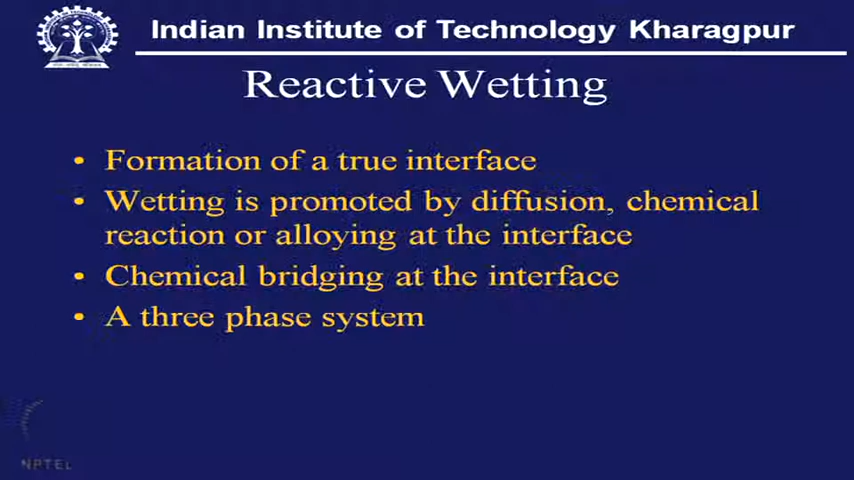 Indian Institute of Technology Kharagpur
Reactive Wetting
• Formation of a true interface
• Wetting is promoted by diffusion, chemical
reaction or alloying at the interface
• Chemical bridging at the interface
• A three phase system
NPTEL